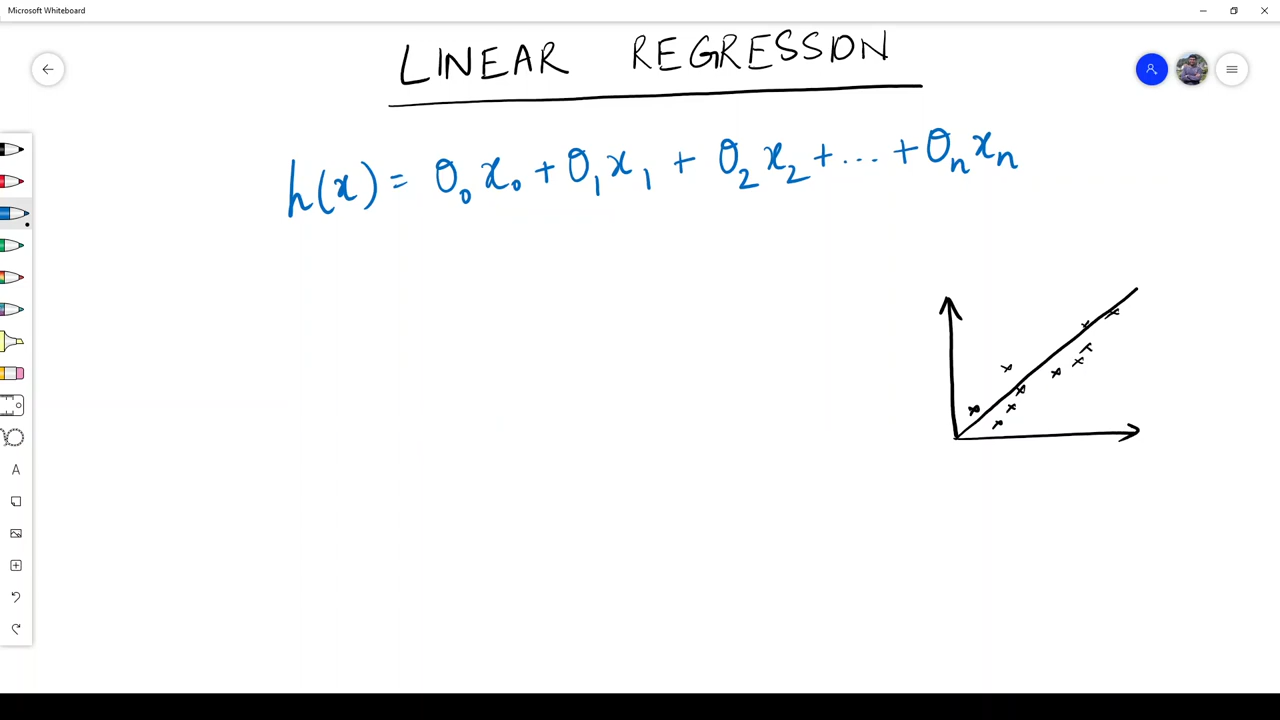 Microsoft Whiteboard
LINEAR REGRESSION
h(x) = θ₀x₀ + θ₁x₁ + θ₂x₂ + ... + θₙxₙ
A